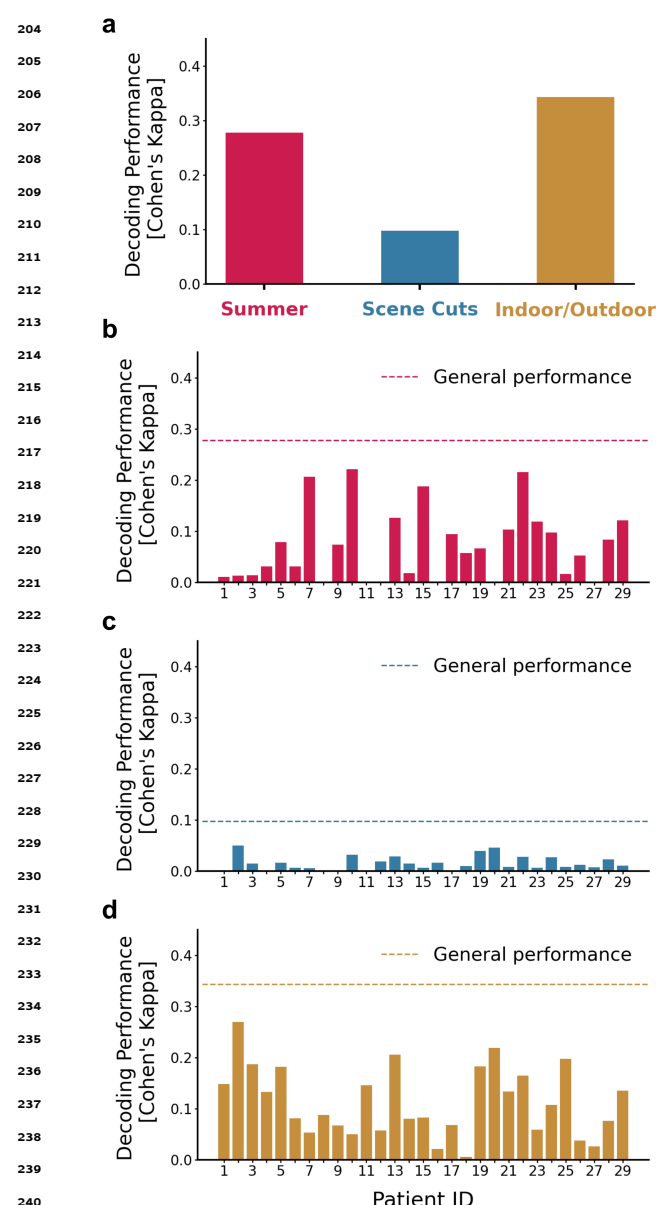 204
205
206
207
208
209
210
211
212
213
214
215
216
217
218
219
220
221
222
223
224
225
226
227
228
229
230
231
232
233
234
235
236
237
238
239
240
a
Decoding Performance
[Cohen's Kappa]
0.4
0.3
0.2
0.1
0.0
Summer Scene Cuts Indoor/Outdoor
b
Decoding Performance
[Cohen's Kappa]
0.4
0.3
0.2
0.1
0.0
General performance
1 3 5 7 9 11 13 15 17 19 21 23 25 27 29
c
Decoding Performance
[Cohen's Kappa]
0.4
0.3
0.2
0.1
0.0
General performance
1 3 5 7 9 11 13 15 17 19 21 23 25 27 29
d
Decoding Performance
[Cohen's Kappa]
0.4
0.3
0.2
0.1
0.0
General performance
1 3 5 7 9 11 13 15 17 19 21 23 25 27 29
Patient ID